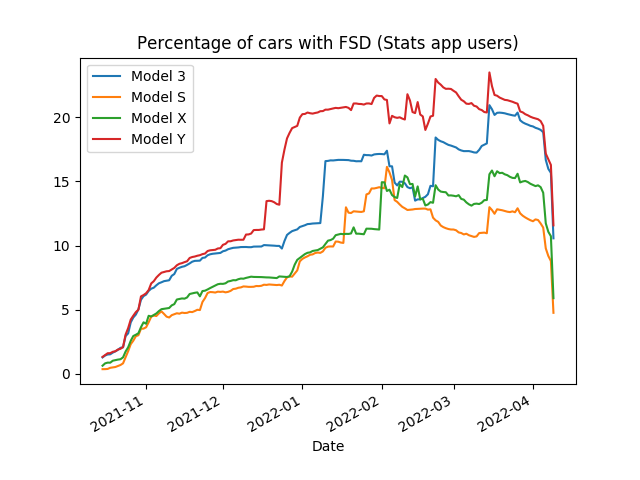 Percentage of cars with FSD (Stats app users)
Model 3
Model S
Model X
Model Y
20
15
10
5
0
2021-11
2021-12
2022-01
2022-02
2022-03
2022-04
Date